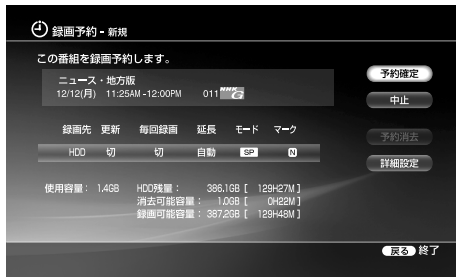 録画予約 - 新規
この番組を録画予約します。
ニュース・地方版
12/12(月) 11:25AM-12:00PM 011 NHK G
予約確定
中止
予約消去
詳細設定
録画先 更新 毎回録画 延長 モード マーク
HDD 切 切 自動 SP N
使用容量: 1.4GB HDD残量: 386.1GB [ 129H27M ]
消去可能容量: 1.0GB [ 0H22M ]
録画可能容量: 387.2GB [ 129H48M ]
戻る 終了